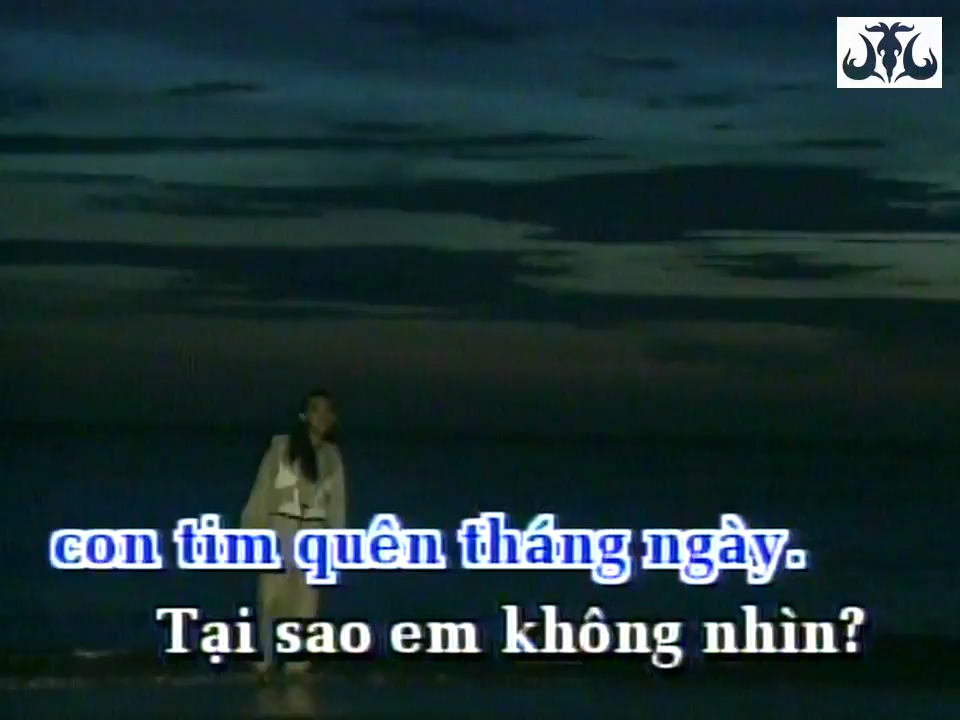 con tim quên tháng ngày.
Tại sao em không nhìn?